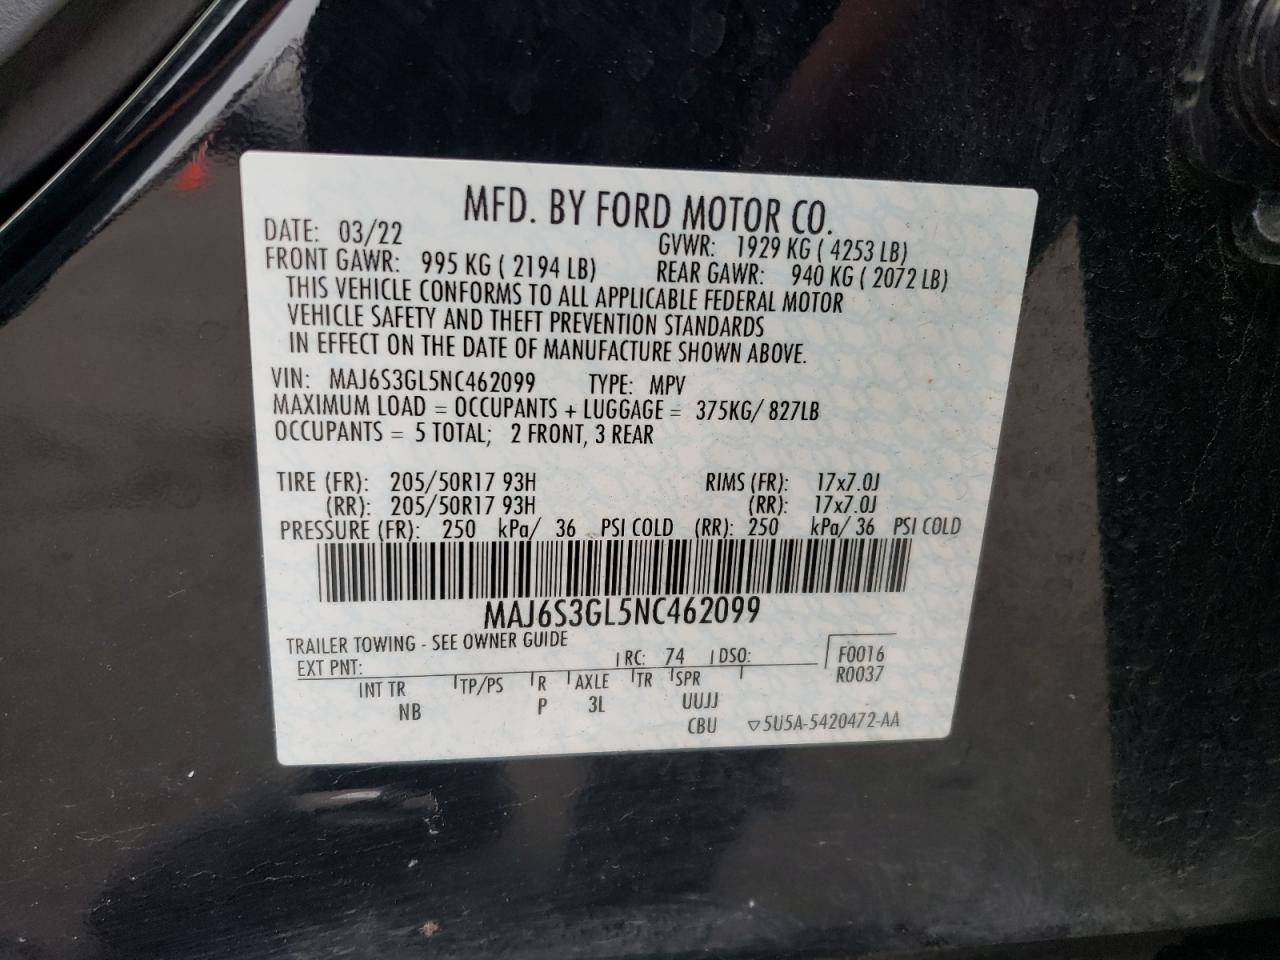 MFD. BY FORD MOTOR CO.
DATE: 03/22 GVWR: 1929 KG ( 4253 LB)
FRONT GAWR: 995 KG ( 2194 LB) REAR GAWR: 940 KG ( 2072 LB)
THIS VEHICLE CONFORMS TO ALL APPLICABLE FEDERAL MOTOR
VEHICLE SAFETY AND THEFT PREVENTION STANDARDS
IN EFFECT ON THE DATE OF MANUFACTURE SHOWN ABOVE.
VIN: MAJ6S3GL5NC462099 TYPE: MPV
MAXIMUM LOAD = OCCUPANTS + LUGGAGE = 375KG/ 827LB
OCCUPANTS = 5 TOTAL; 2 FRONT, 3 REAR
TIRE (FR): 205/50R17 93H RIMS (FR): 17x7.0J
(RR): 205/50R17 93H (RR): 17x7.0J
PRESSURE (FR): 250 kPa/ 36 PSI COLD (RR): 250 kPa/ 36 PSI COLD
MAJ6S3GL5NC462099
TRAILER TOWING - SEE OWNER GUIDE
EXT PNT: RC: 74 DSO: F0016
R0037
INT TR TP/PS R AXLE TR SPR
NB P 3L UUJJ
CBU ▽5U5A-5420472-AA